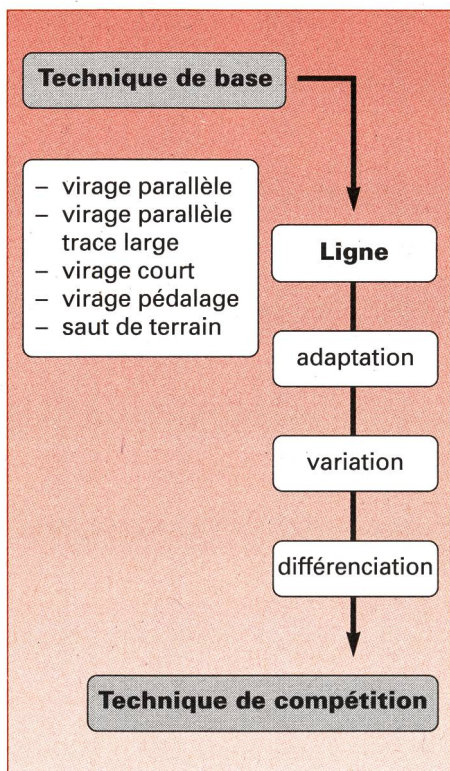 Technique de base
– virage parallèle
– virage parallèle
trace large
– virage court
– virage pédalage
– saut de terrain
Ligne
adaptation
variation
différenciation
Technique de compétition